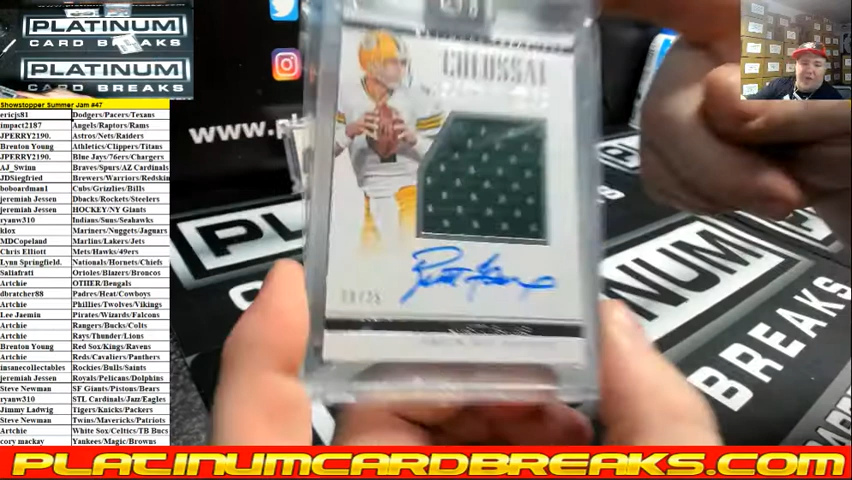 PLATINUM
CARD BREAKS
PLATINUM
CARD BREAKS
Showstopper Summer Jam #47
ericjs81 Dodgers/Pacers/Texans
impact2187 Angels/Raptors/Rams
JPERRY2190. Astros/Nets/Raiders
Brenton Young Athletics/Clippers/Titans
JPERRY2190. Blue Jays/76ers/Chargers
AJ_Swinn Braves/Spurs/AZ Cardinals
JDSiegfried Brewers/Warriors/Redskin
boboardman1 Cubs/Grizzlies/Bills
jeremiah Jessen Dbacks/Rockets/Steelers
jeremiah Jessen HOCKEY/NY Giants
ryanw310 Indians/Suns/Seahawks
klox Mariners/Nuggets/Jaguars
MDCopeland Marlins/Lakers/Jets
Chris Elliott Mets/Hawks/49ers
Lynn Springfield. Nationals/Hornets/Chiefs
Saliafrati Orioles/Blazers/Broncos
Artchie OTHER/Bengals
dbratcher88 Padres/Heat/Cowboys
Artchie Phillies/Twolves/Vikings
Lee Jaemin Pirates/Wizards/Falcons
Artchie Rangers/Bucks/Colts
Artchie Rays/Thunder/Lions
Brenton Young Red Sox/Kings/Ravens
Artchie Reds/Cavaliers/Panthers
insanecollectables Rockies/Bulls/Saints
jeremiah Jessen Royals/Pelicans/Dolphins
Steve Newman SF Giants/Pistons/Bears
ryanw310 STL Cardinals/Jazz/Eagles
Jimmy Ladwig Tigers/Knicks/Packers
Steve Newman Twins/Mavericks/Patriots
Artchie White Sox/Celtics/TB Bucs
cory mackay Yankees/Magic/Browns
www.
COLOSSAL
BREAKS
PLATINUMCARDBREAKS.COM